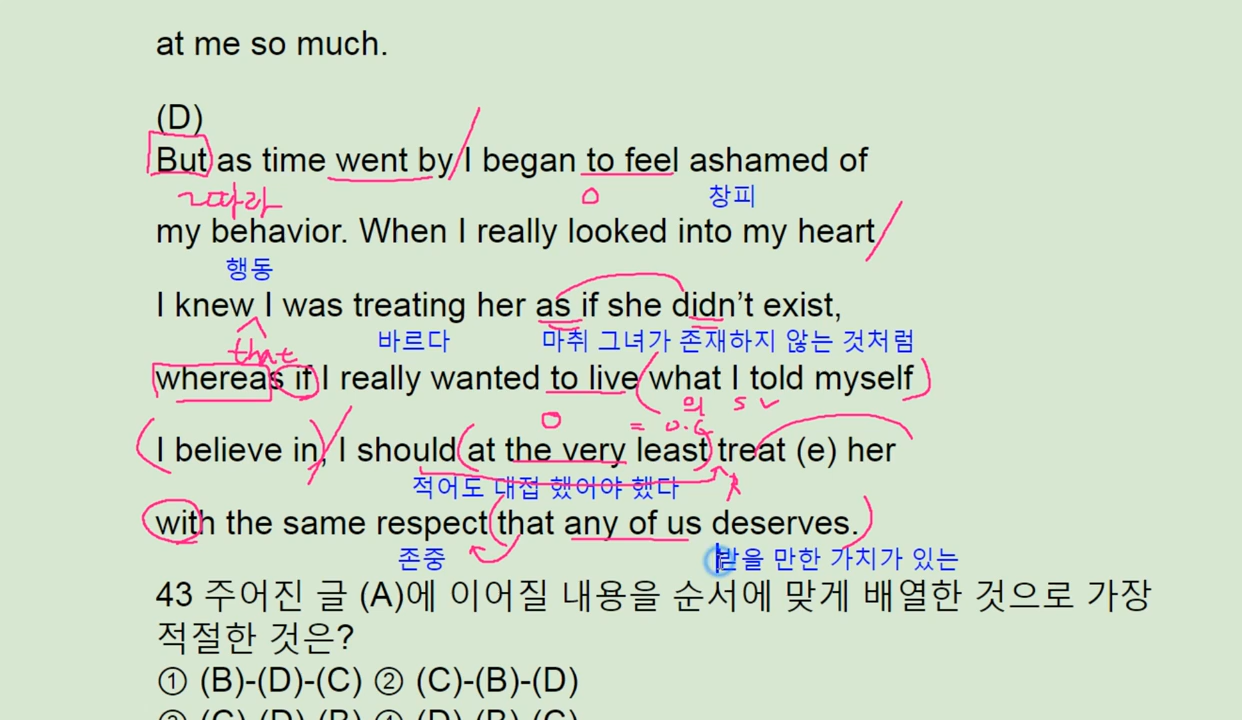 at me so much.
(D)
But as time went by I began to feel ashamed of
창피
my behavior. When I really looked into my heart
행동
I knew I was treating her as if she didn't exist,
that
바르다 마취 그녀가 존재하지 않는 것처럼
whereas if I really wanted to live what I told myself
의 S V
O
I believe in, I should at the very least treat (e) her
적어도 대접 했어야 했다
with the same respect that any of us deserves.
존중 을 만한 가치가 있는
43 주어진 글 (A)에 이어질 내용을 순서에 맞게 배열한 것으로 가장
적절한 것은?
① (B)-(D)-(C) ② (C)-(B)-(D)